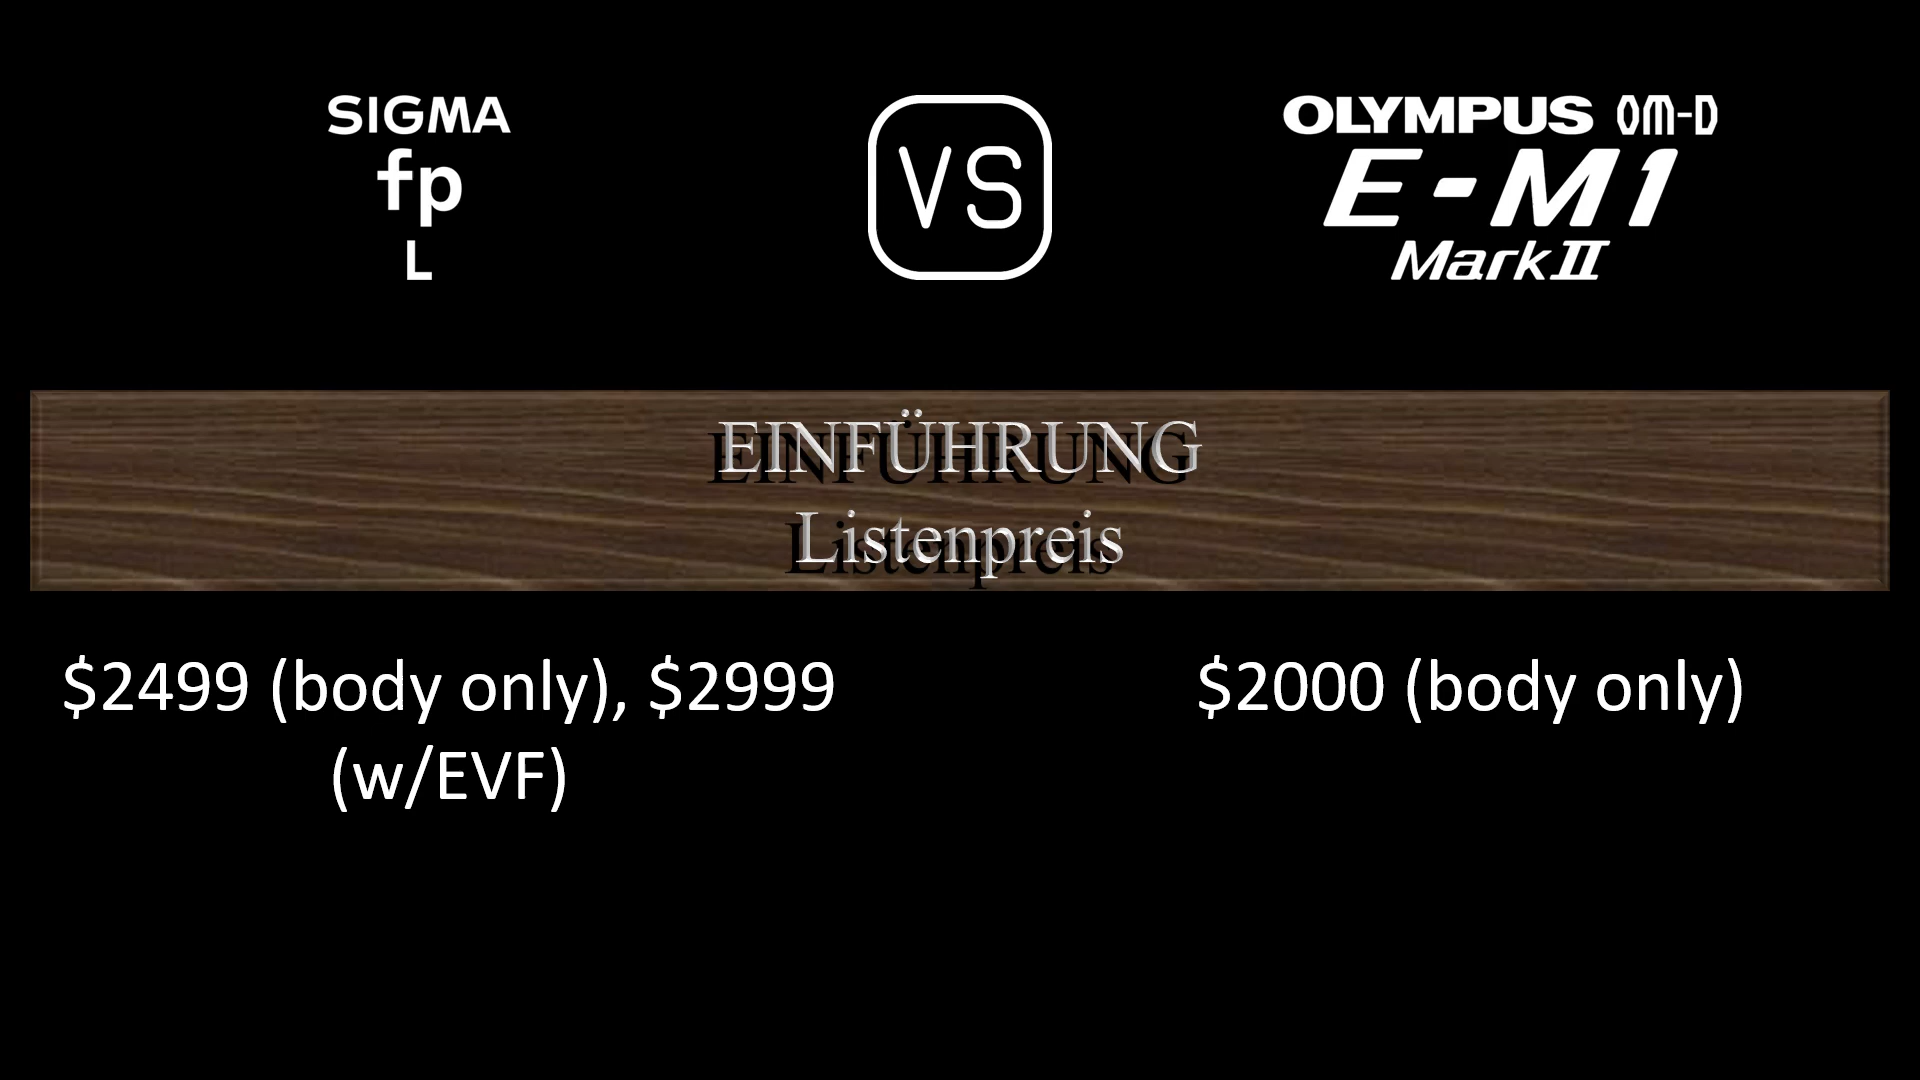 SIGMA
fp
L
VS
OLYMPUS OM-D
E-M1
Mark II
EINFÜHRUNG
Listenpreis
$2499 (body only), $2999
(w/EVF)
$2000 (body only)